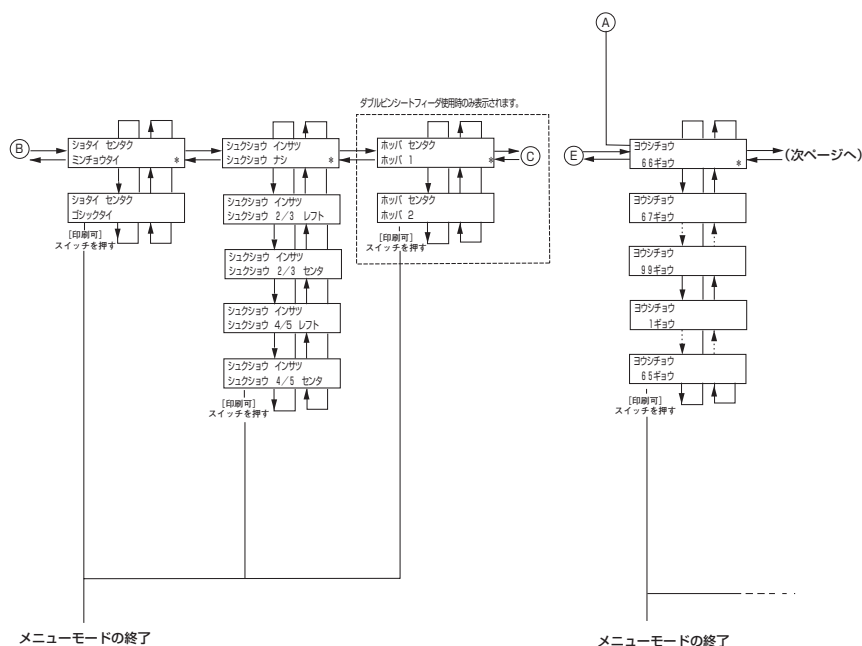 Ⓐ
ダブルビンシートフィーダ使用時のみ表示されます。
Ⓑ
ショタイ センタク
ミンチョウタイ *
シュクショウ インサツ
シュクショウ ナシ *
ホッパ センタク
ホッパ 1 *
Ⓒ
Ⓔ
ヨウシチョウ
66ギョウ *
(次ページへ)
ショタイ センタク
ゴシックタイ
[印刷可]
スイッチを押す
シュクショウ インサツ
シュクショウ 2/3 レフト
シュクショウ インサツ
シュクショウ 2/3 センタ
シュクショウ インサツ
シュクショウ 4/5 レフト
シュクショウ インサツ
シュクショウ 4/5 センタ
[印刷可]
スイッチを押す
ホッパ センタク
ホッパ 2
[印刷可]
スイッチを押す
ヨウシチョウ
67ギョウ
ヨウシチョウ
99ギョウ
ヨウシチョウ
1ギョウ
ヨウシチョウ
65ギョウ
[印刷可]
スイッチを押す
メニューモードの終了
メニューモードの終了